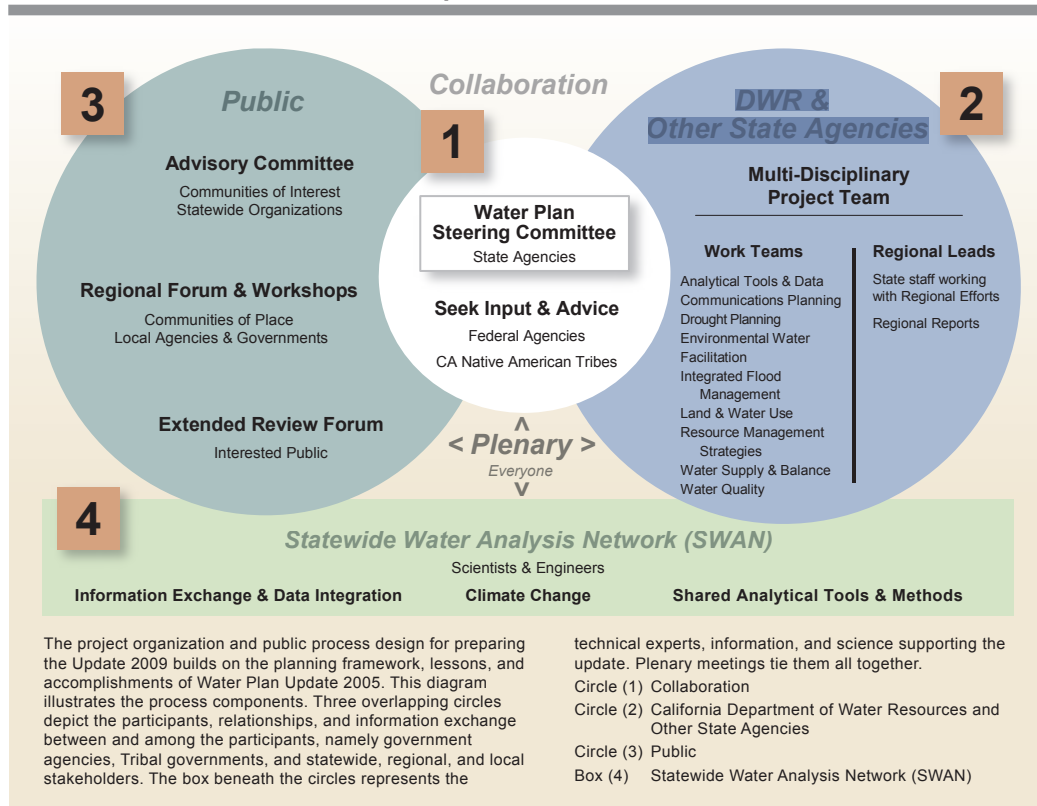 Collaboration
3
Public
Advisory Committee
Communities of Interest
Statewide Organizations
Regional Forum & Workshops
Communities of Place
Local Agencies & Governments
Extended Review Forum
Interested Public
1
Water Plan
Steering Committee
State Agencies
Seek Input & Advice
Federal Agencies
CA Native American Tribes
2
DWR &
Other State Agencies
Multi-Disciplinary
Project Team
Work Teams
Analytical Tools & Data
Communications Planning
Drought Planning
Environmental Water
Facilitation
Integrated Flood
Management
Land & Water Use
Resource Management
Strategies
Water Supply & Balance
Water Quality
Regional Leads
State staff working
with Regional Efforts
Regional Reports
< Plenary >
Everyone
4
Statewide Water Analysis Network (SWAN)
Scientists & Engineers
Information Exchange & Data Integration Climate Change Shared Analytical Tools & Methods
The project organization and public process design for preparing
the Update 2009 builds on the planning framework, lessons, and
accomplishments of Water Plan Update 2005. This diagram
illustrates the process components. Three overlapping circles
depict the participants, relationships, and information exchange
between and among the participants, namely government
agencies, Tribal governments, and statewide, regional, and local
stakeholders. The box beneath the circles represents the
technical experts, information, and science supporting the
update. Plenary meetings tie them all together.
Circle (1) Collaboration
Circle (2) California Department of Water Resources and
Other State Agencies
Circle (3) Public
Box (4) Statewide Water Analysis Network (SWAN)